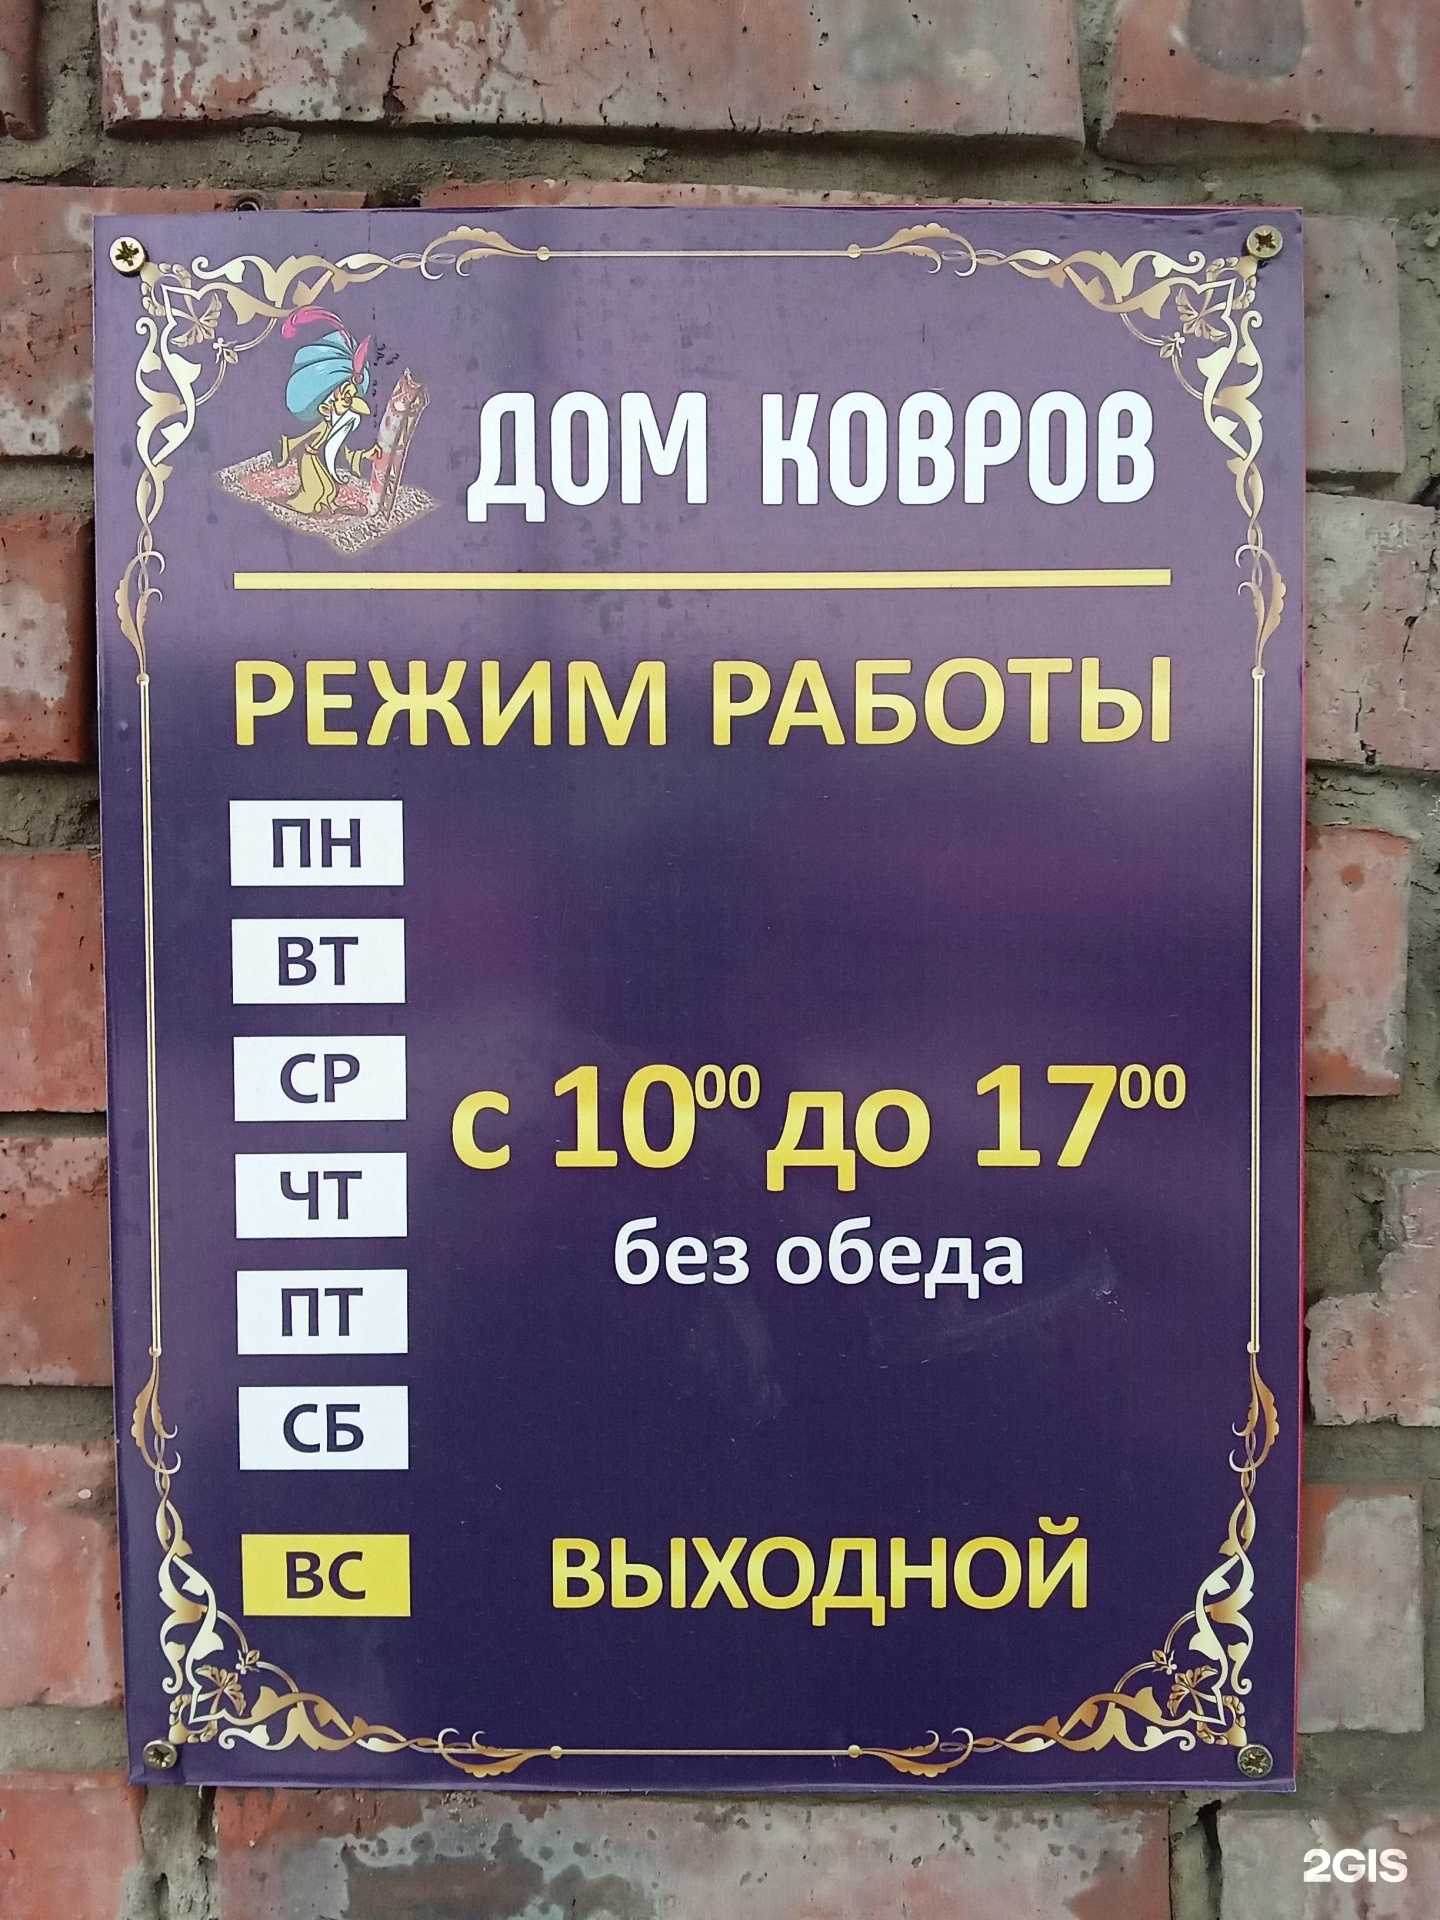 ДОМ КОВРОВ
РЕЖИМ РАБОТЫ
ПН
ВТ
СР
ЧТ
ПТ
СБ
с 10⁰⁰ до 17⁰⁰
без обеда
ВС ВЫХОДНОЙ
2GIS